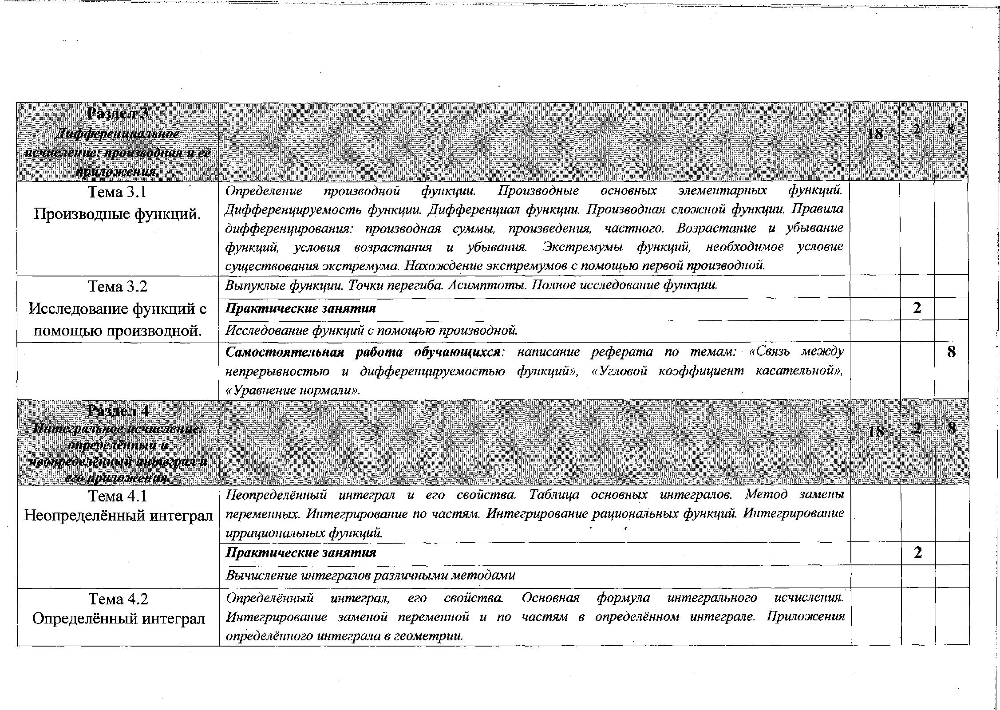 Раздел 3
Дифференциальное
исчисление: производная и её
приложения.
18
2
8
Тема 3.1
Производные функций.
Определение производной функции. Производные основных элементарных функций.
Дифференцируемость функции. Дифференциал функции. Производная сложной функции. Правила
дифференцирования: производная суммы, произведения, частного. Возрастание и убывание
функций, условия возрастания и убывания. Экстремумы функций, необходимое условие
существования экстремума. Нахождение экстремумов с помощью первой производной.
Тема 3.2
Исследование функций с
помощью производной.
Выпуклые функции. Точки перегиба. Асимптоты. Полное исследование функции.
Практические занятия
2
Исследование функций с помощью производной.
Самостоятельная работа обучающихся: написание реферата по темам: «Связь между
непрерывностью и дифференцируемостью функций», «Угловой коэффициент касательной»,
«Уравнение нормали».
8
Раздел 4
Интегральное исчисление:
определённый и
неопределённый интеграл и
его приложения.
18
2
8
Тема 4.1
Неопределённый интеграл
Неопределённый интеграл и его свойства. Таблица основных интегралов. Метод замены
переменных. Интегрирование по частям. Интегрирование рациональных функций. Интегрирование
иррациональных функций.
Практические занятия
2
Вычисление интегралов различными методами
Тема 4.2
Определённый интеграл
Определённый интеграл, его свойства. Основная формула интегрального исчисления.
Интегрирование заменой переменной и по частям в определённом интеграле. Приложения
определённого интеграла в геометрии.